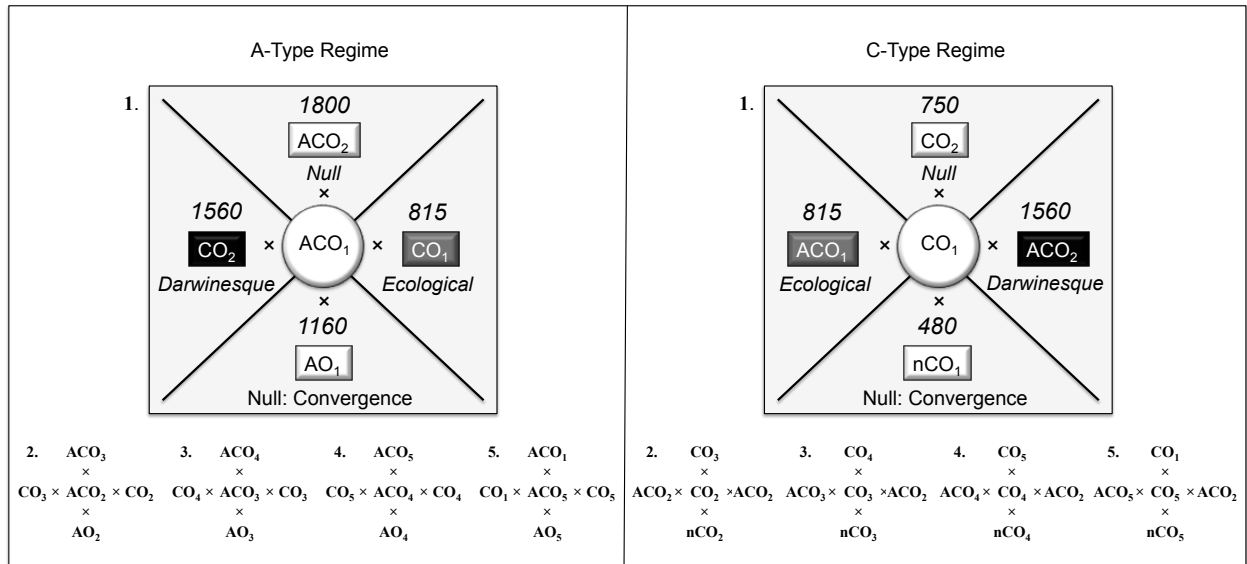 A-Type Regime
1.
1800
ACO₂
Null
×
1560
CO₂
Darwinesque
×
ACO₁
×
815
CO₁
Ecological
×
1160
AO₁
Null: Convergence
2. ACO₃
×
CO₃ × ACO₂ × CO₂
×
AO₂
3. ACO₄
×
CO₄ × ACO₃ × CO₃
×
AO₃
4. ACO₅
×
CO₅ × ACO₄ × CO₄
×
AO₄
5. ACO₁
×
CO₁ × ACO₅ × CO₅
×
AO₅
C-Type Regime
1.
750
CO₂
Null
×
815
ACO₁
Ecological
×
CO₁
×
1560
ACO₂
Darwinesque
×
480
nCO₁
Null: Convergence
2. CO₃
×
ACO₂ × CO₂ ×ACO₂
×
nCO₂
3. CO₄
×
ACO₃ × CO₃ ×ACO₂
×
nCO₃
4. CO₅
×
ACO₄ × CO₄ × ACO₂
×
nCO₄
5. CO₁
×
ACO₅ × CO₅ × ACO₂
×
nCO₅